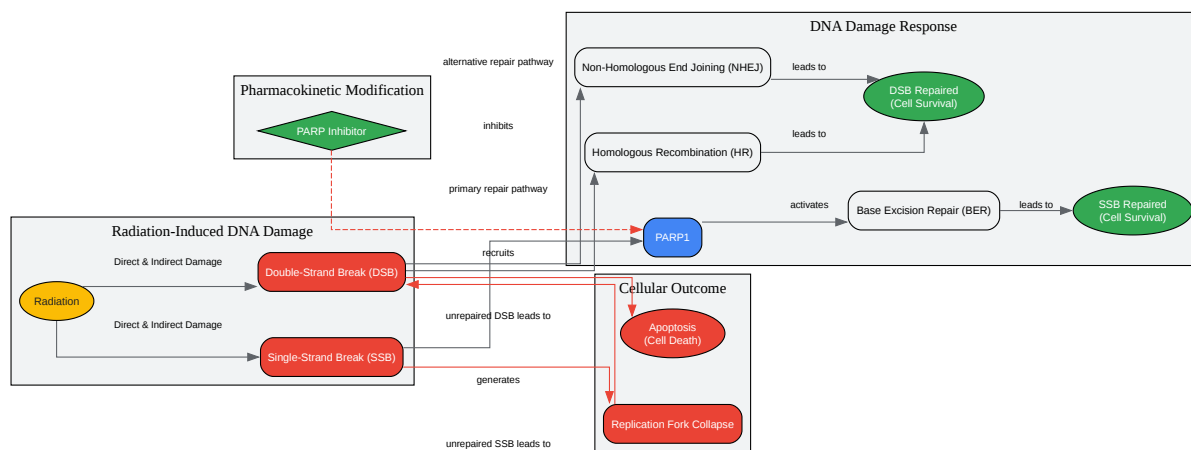 DNA Damage Response
alternative repair pathway
Non-Homologous End Joining (NHEJ)
leads to
DSB Repaired
(Cell Survival)
Pharmacokinetic Modification
PARP Inhibitor
inhibits
Homologous Recombination (HR)
leads to
primary repair pathway
PARP1
activates
Base Excision Repair (BER)
leads to
SSB Repaired
(Cell Survival)
Radiation-Induced DNA Damage
Direct & Indirect Damage
Double-Strand Break (DSB)
recruits
Radiation
Direct & Indirect Damage
Single-Strand Break (SSB)
Cellular Outcome
unrepaired DSB leads to
Apoptosis
(Cell Death)
generates
Replication Fork Collapse
unrepaired SSB leads to